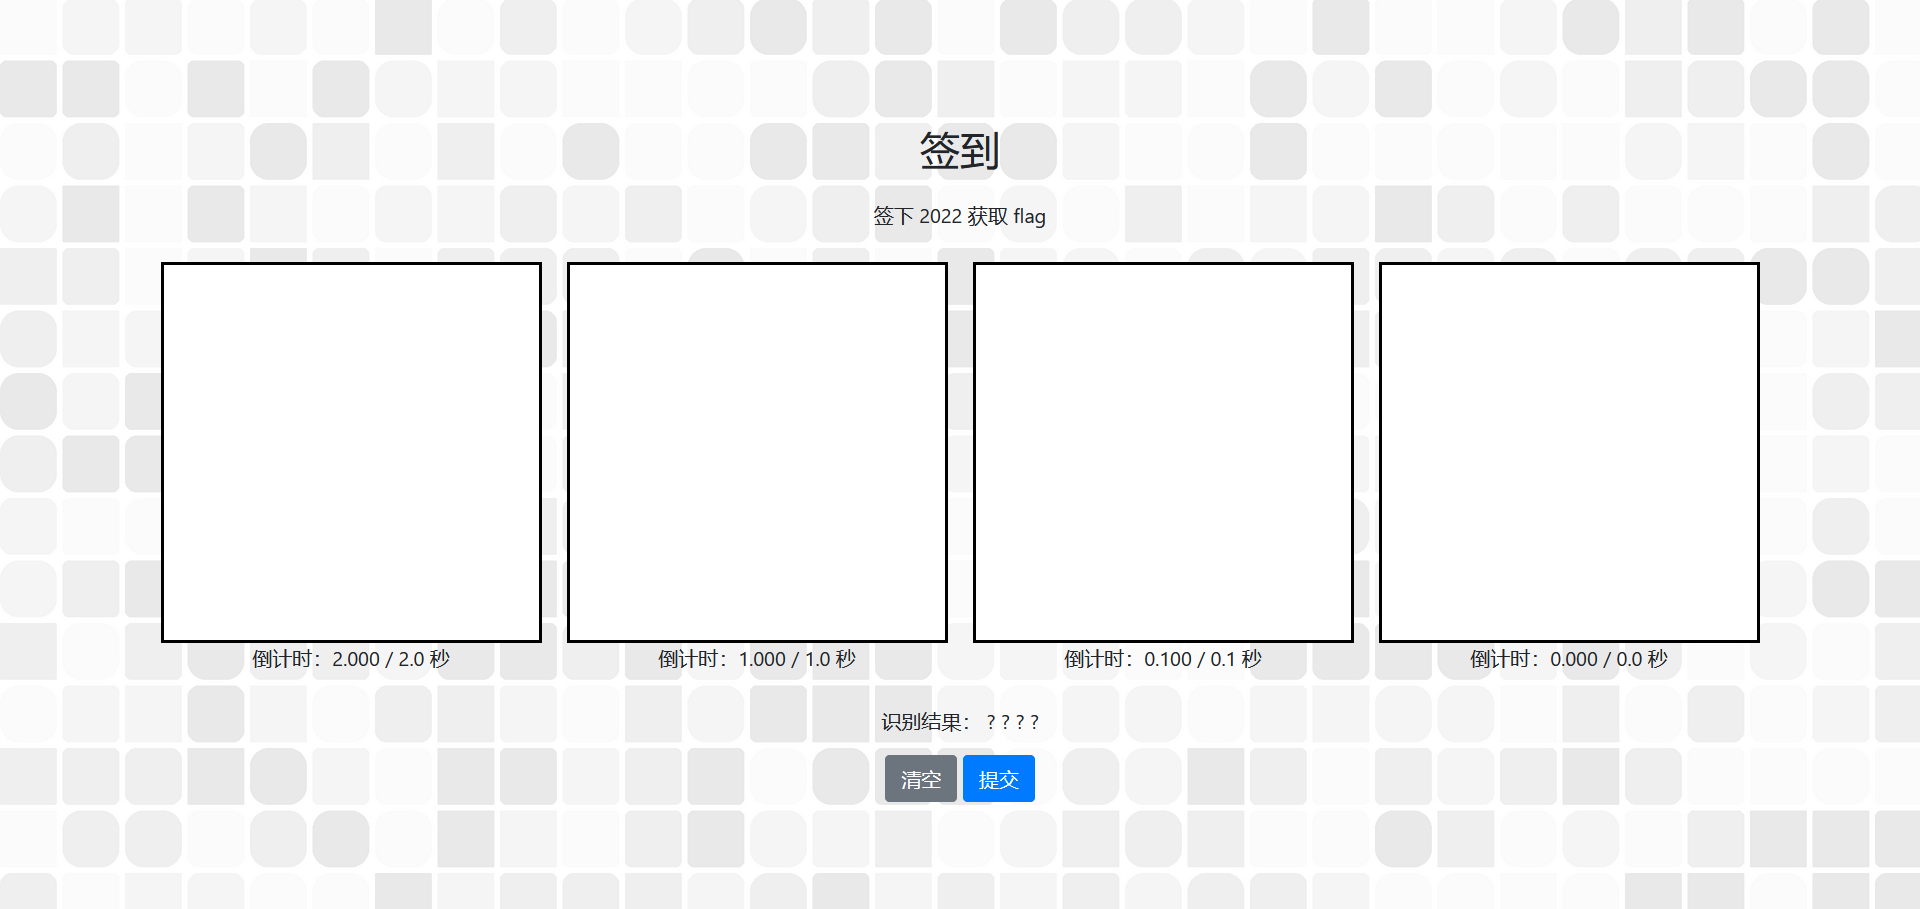 签到
签下 2022 获取 flag
倒计时：2.000 / 2.0 秒
倒计时：1.000 / 1.0 秒
倒计时：0.100 / 0.1 秒
倒计时：0.000 / 0.0 秒
识别结果： ? ? ? ?
清空 提交